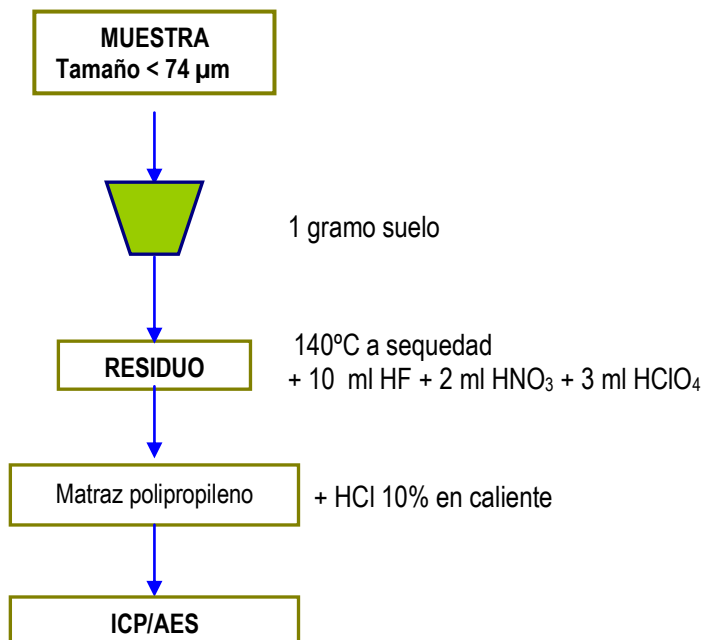 MUESTRA
Tamaño < 74 µm
1 gramo suelo
140ºC a sequedad
RESIDUO
+ 10 ml HF + 2 ml HNO₃ + 3 ml HClO₄
Matraz polipropileno
+ HCl 10% en caliente
ICP/AES